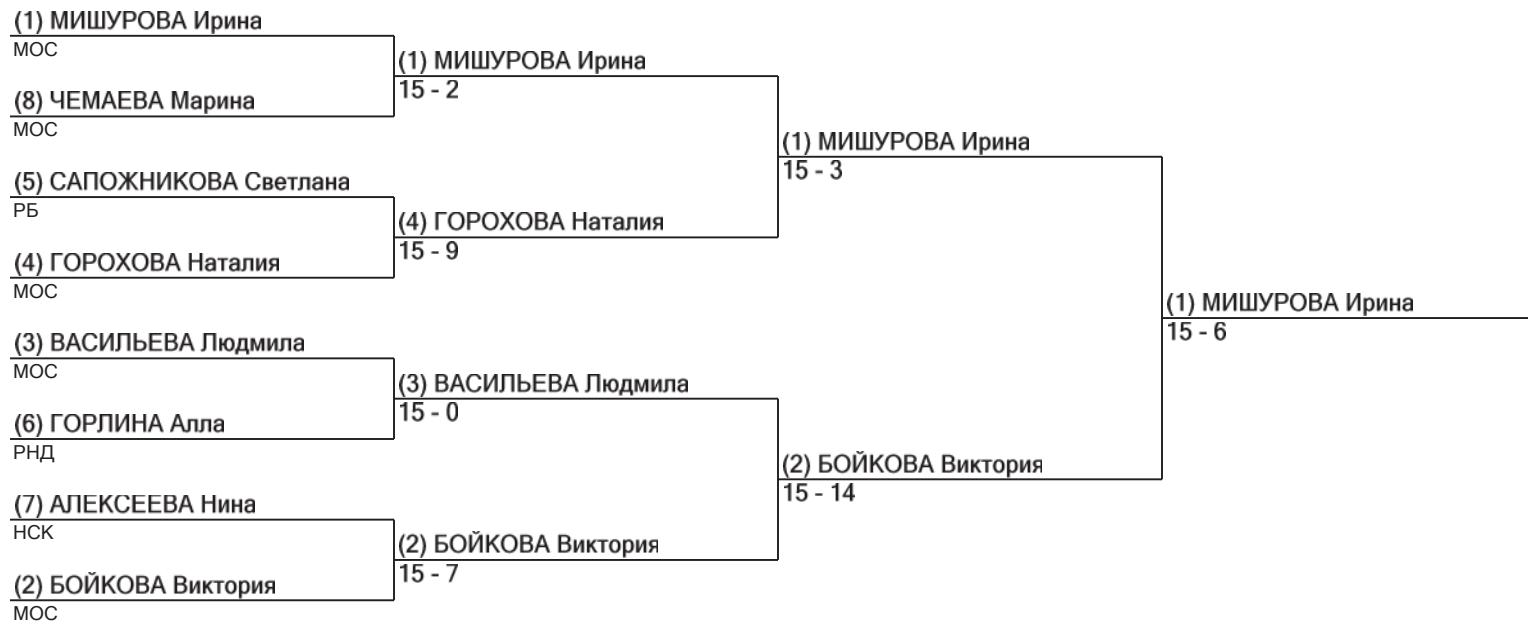 (1) МИШУРОВА Ирина
МОС
(8) ЧЕМАЕВА Марина
МОС
(5) САПОЖНИКОВА Светлана
РБ
(4) ГОРОХОВА Наталия
МОС
(3) ВАСИЛЬЕВА Людмила
МОС
(6) ГОРЛИНА Алла
РНД
(7) АЛЕКСЕЕВА Нина
НСК
(2) БОЙКОВА Виктория
МОС
(1) МИШУРОВА Ирина
15 - 2
(4) ГОРОХОВА Наталия
15 - 9
(3) ВАСИЛЬЕВА Людмила
15 - 0
(2) БОЙКОВА Виктория
15 - 7
(1) МИШУРОВА Ирина
15 - 3
(2) БОЙКОВА Виктория
15 - 14
(1) МИШУРОВА Ирина
15 - 6